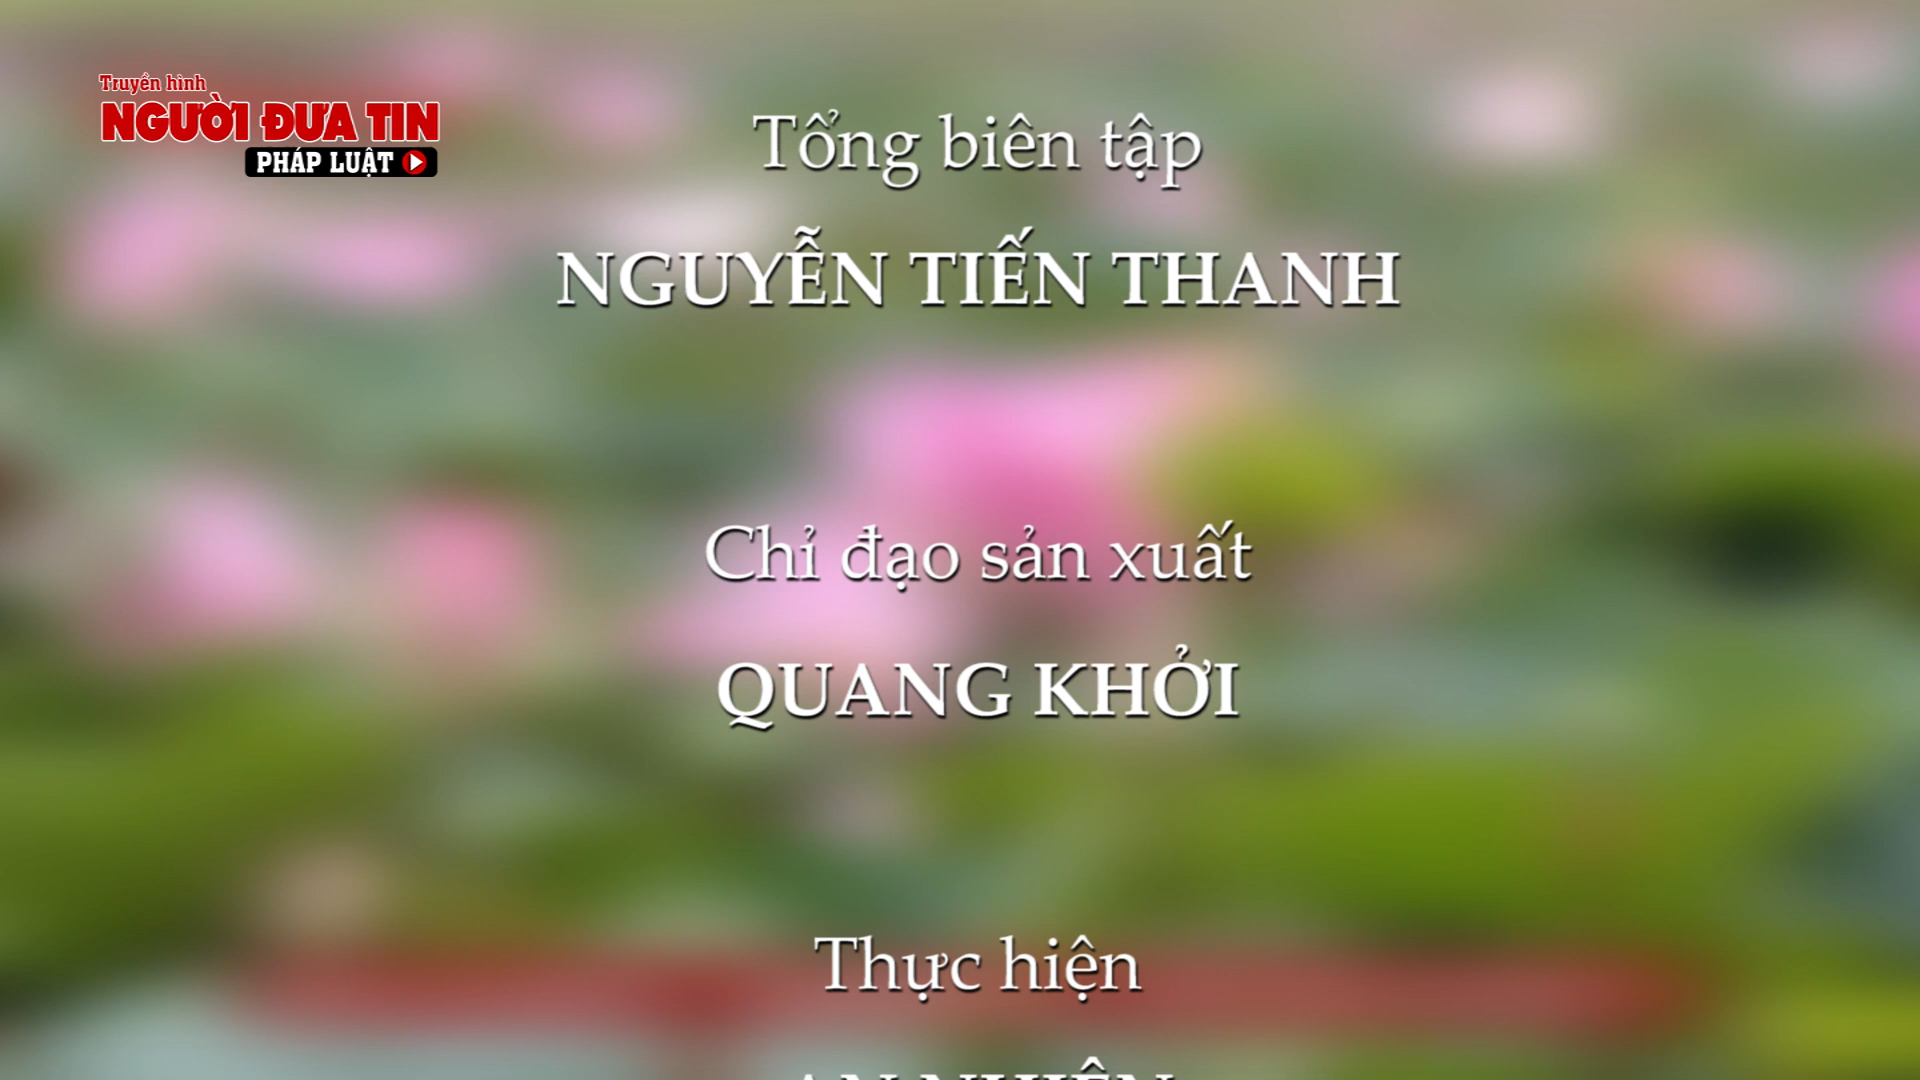 Truyền hình
NGƯỜI ĐƯA TIN
PHÁP LUẬT
Tổng biên tập
NGUYỄN TIẾN THANH
Chỉ đạo sản xuất
QUANG KHỞI
Thực hiện